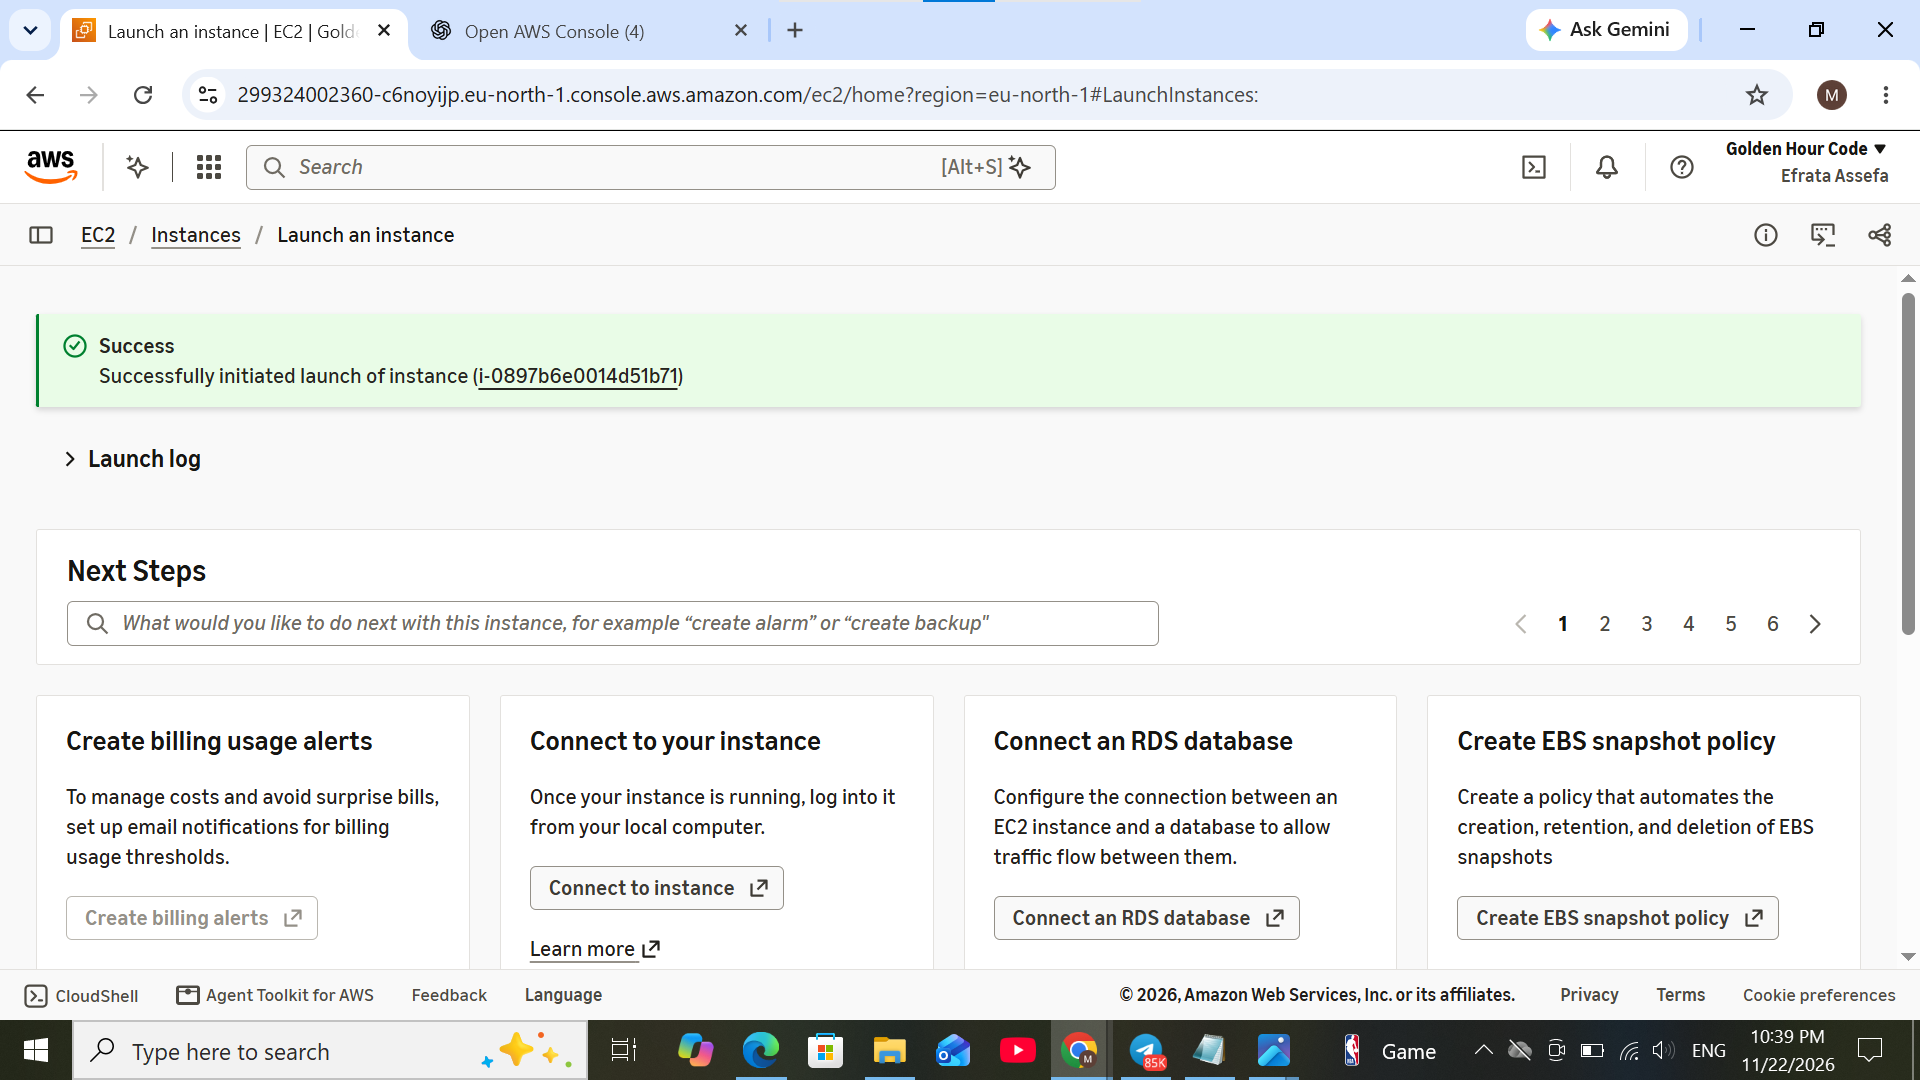 Launch an instance | EC2 | Gold
Open AWS Console (4)
Ask Gemini
299324002360-c6noyijp.eu-north-1.console.aws.amazon.com/ec2/home?region=eu-north-1#LaunchInstances:
M
aws
Search
[Alt+S]
Golden Hour Code
Efrata Assefa
EC2 / Instances / Launch an instance
Success
Successfully initiated launch of instance (i-0897b6e0014d51b71)
Launch log
Next Steps
What would you like to do next with this instance, for example “create alarm” or “create backup"
1 2 3 4 5 6
Create billing usage alerts
To manage costs and avoid surprise bills,
set up email notifications for billing
usage thresholds.
Create billing alerts
Connect to your instance
Once your instance is running, log into it
from your local computer.
Connect to instance
Learn more
Connect an RDS database
Configure the connection between an
EC2 instance and a database to allow
traffic flow between them.
Connect an RDS database
Create EBS snapshot policy
Create a policy that automates the
creation, retention, and deletion of EBS
snapshots
Create EBS snapshot policy
CloudShell
Agent Toolkit for AWS
Feedback
Language
© 2026, Amazon Web Services, Inc. or its affiliates.
Privacy
Terms
Cookie preferences
Type here to search
M
85K
Game
ENG
10:39 PM
11/22/2026